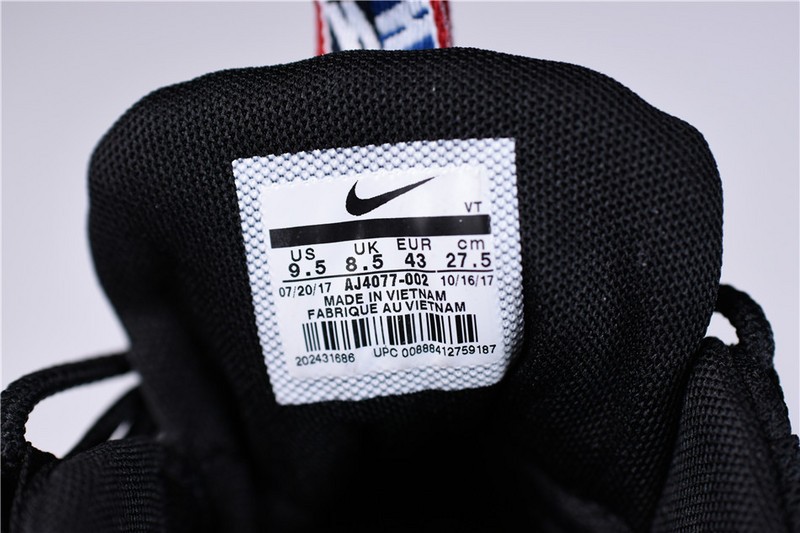 VT
US UK EUR cm
9.5 8.5 43 27.5
07/20/17 AJ4077-002 10/16/17
MADE IN VIETNAM
FABRIQUE AU VIETNAM
202431686 UPC 00888412759187